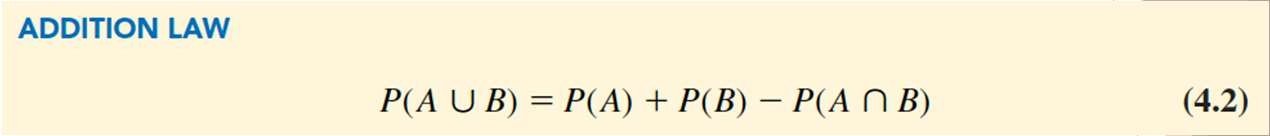 ADDITION LAW
P(A ∪ B) = P(A) + P(B) − P(A ∩ B) (4.2)